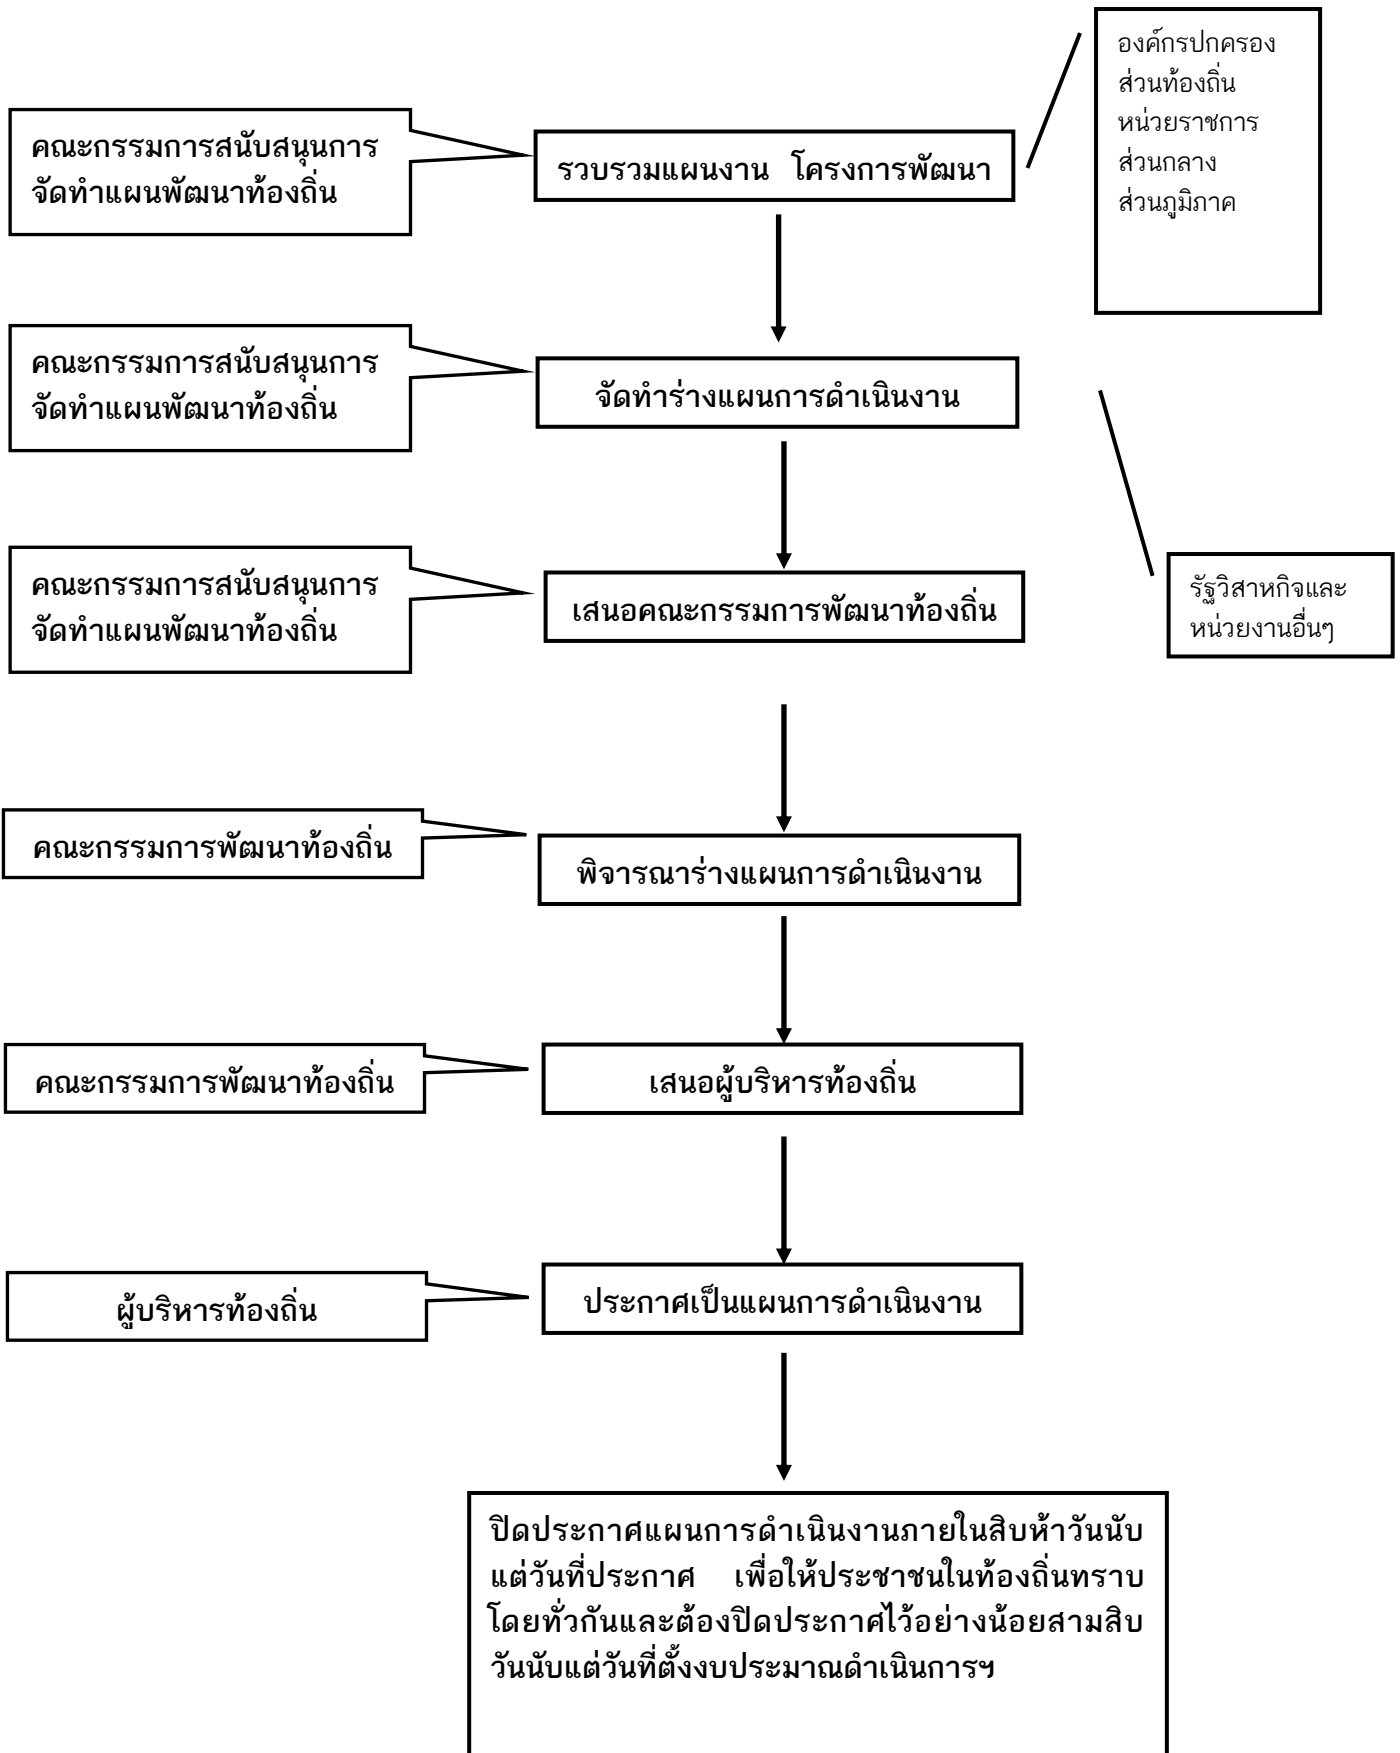 องค์กรปกครอง
ส่วนท้องถิ่น
หน่วยราชการ
ส่วนกลาง
ส่วนภูมิภาค
คณะกรรมการสนับสนุนการ
จัดทำแผนพัฒนาท้องถิ่น
รวบรวมแผนงาน โครงการพัฒนา
คณะกรรมการสนับสนุนการ
จัดทำแผนพัฒนาท้องถิ่น
จัดทำร่างแผนการดำเนินงาน
คณะกรรมการสนับสนุนการ
จัดทำแผนพัฒนาท้องถิ่น
เสนอคณะกรรมการพัฒนาท้องถิ่น
รัฐวิสาหกิจและ
หน่วยงานอื่นๆ
คณะกรรมการพัฒนาท้องถิ่น
พิจารณาร่างแผนการดำเนินงาน
คณะกรรมการพัฒนาท้องถิ่น
เสนอผู้บริหารท้องถิ่น
ผู้บริหารท้องถิ่น
ประกาศเป็นแผนการดำเนินงาน
ปิดประกาศแผนการดำเนินงานภายในสิบห้าวันนับ
แต่วันที่ประกาศ เพื่อให้ประชาชนในท้องถิ่นทราบ
โดยทั่วกันและต้องปิดประกาศไว้อย่างน้อยสามสิบ
วันนับแต่วันที่ตั้งงบประมาณดำเนินการฯ